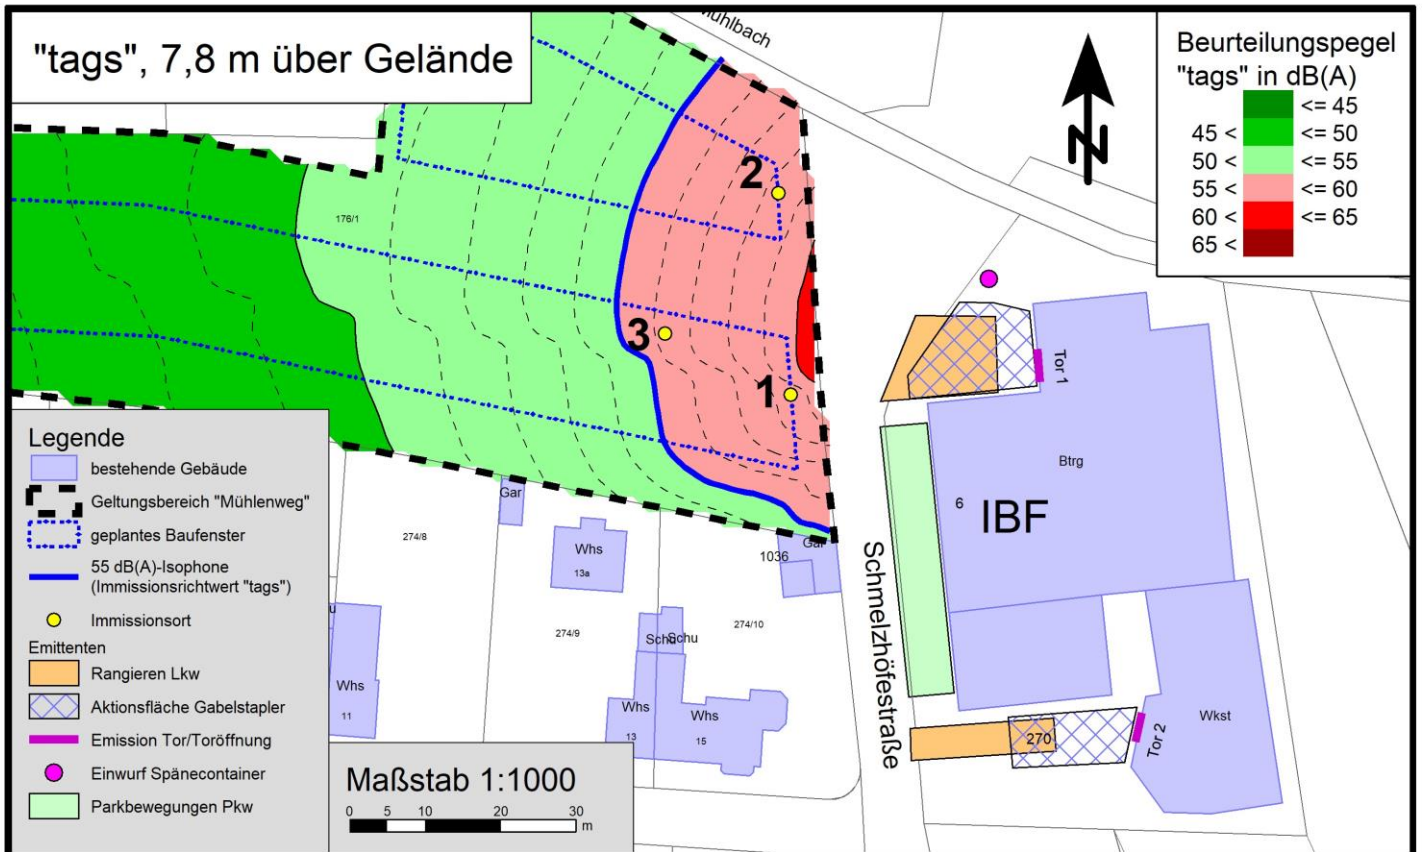 "tags", 7,8 m über Gelände
Mühlbach
N
Beurteilungspegel
"tags" in dB(A)
<= 45
45 < <= 50
50 < <= 55
55 < <= 60
60 < <= 65
65 <
2
176/1
3
1
Tor 1
Btrg
6
IBF
Schmelzhöfestraße
Legende
bestehende Gebäude
Geltungsbereich "Mühlenweg"
geplantes Baufenster
55 dB(A)-Isophone
(Immissionsrichtwert "tags")
Immissionsort
Emittenten
Rangieren Lkw
Aktionsfläche Gabelstapler
Emission Tor/Toröffnung
Einwurf Spänecontainer
Parkbewegungen Pkw
Gar
274/8
Whs
13a
1036
Gar
274/9
Schu
Schu
274/10
Whs
11
Whs
13
Whs
15
270
Tor 2
Wkst
Maßstab 1:1000
0 5 10 20 30
m